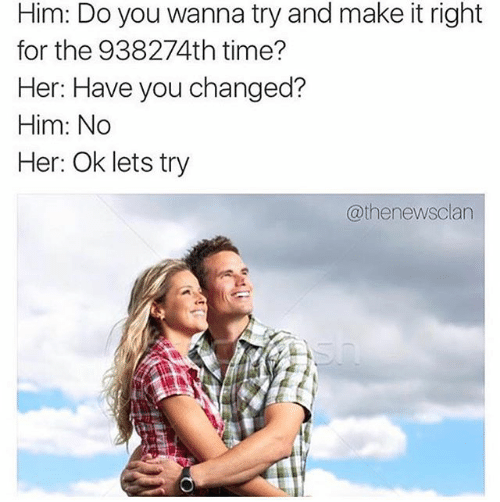 Him: Do you wanna try and make it right
for the 938274th time?
Her: Have you changed?
Him: No
Her: Ok lets try
@thenewsclan